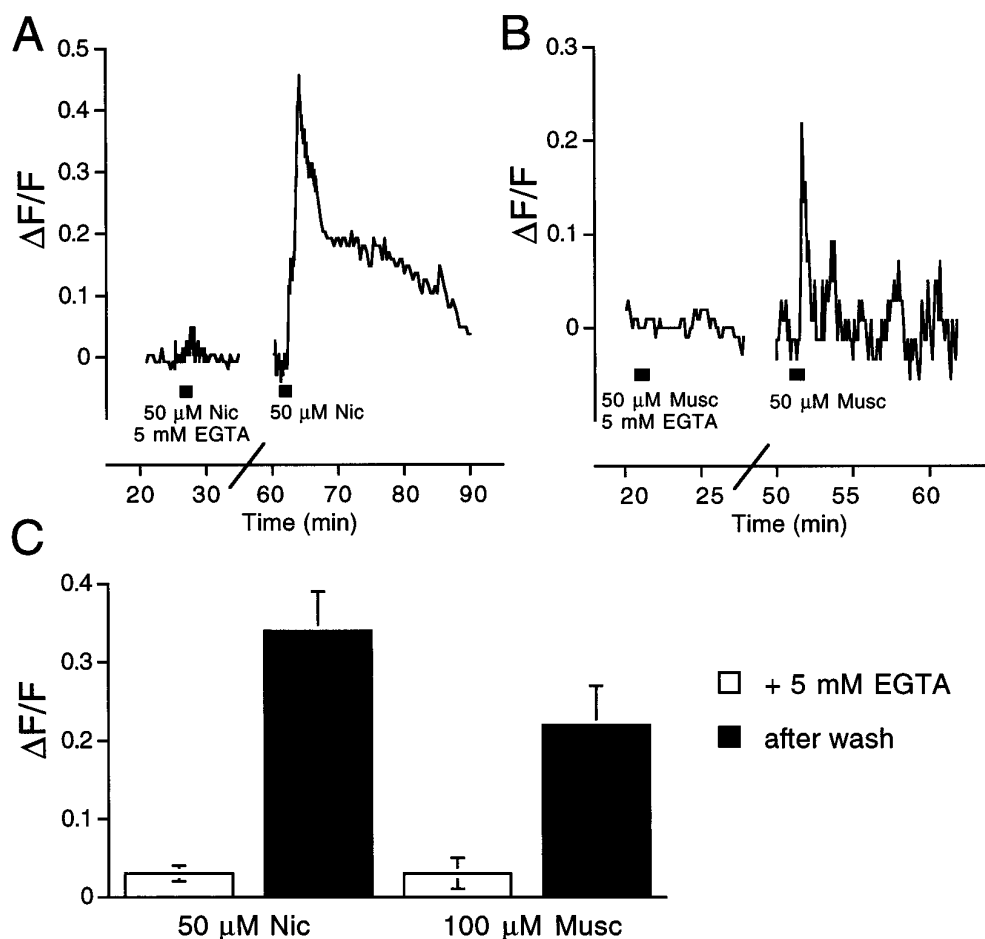 A
ΔF/F
0.5
0.4
0.3
0.2
0.1
0
50 μM Nic
5 mM EGTA
50 μM Nic
20 30 60 70 80 90
Time (min)
B
ΔF/F
0.3
0.2
0.1
0
50 μM Musc
5 mM EGTA
50 μM Musc
20 25 50 55 60
Time (min)
C
ΔF/F
0.4
0.3
0.2
0.1
0
50 μM Nic
100 μM Musc
+ 5 mM EGTA
after wash